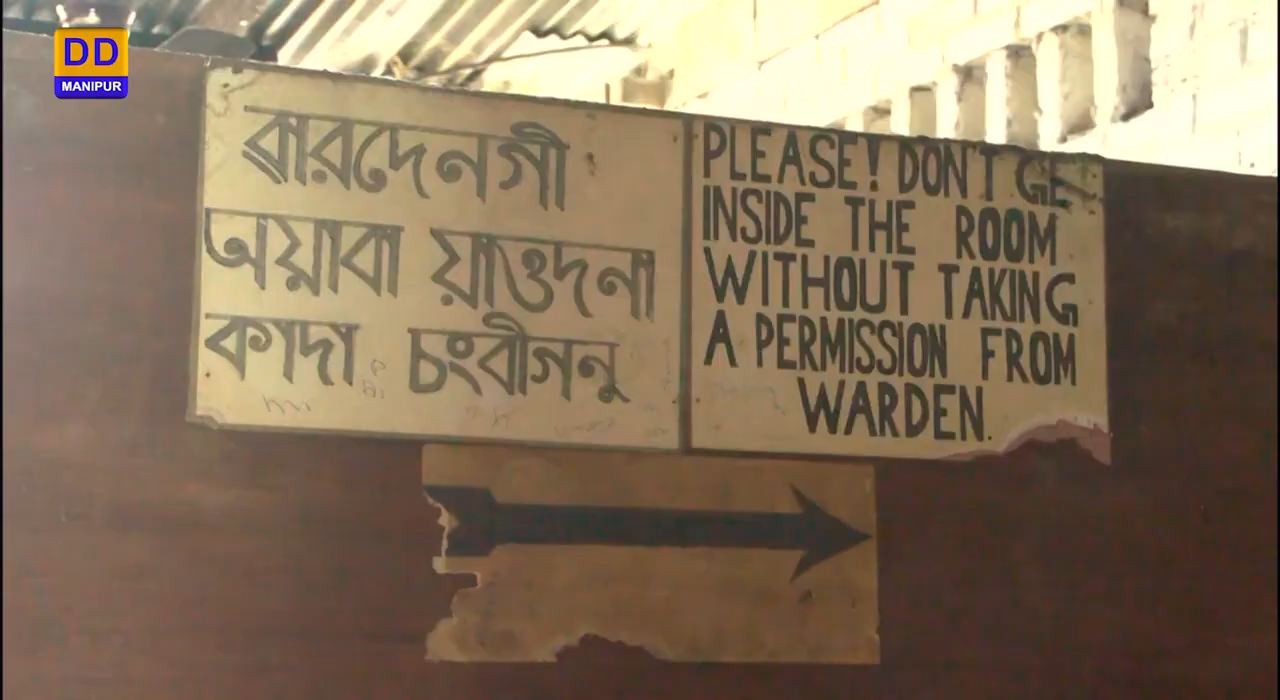 DD
MANIPUR
ৱারদেনগী
অয়াবা য়াওদনা
কাদা চংবীগনু
PLEASE! DON'T GE
INSIDE THE ROOM
WITHOUT TAKING
A PERMISSION FROM
WARDEN.